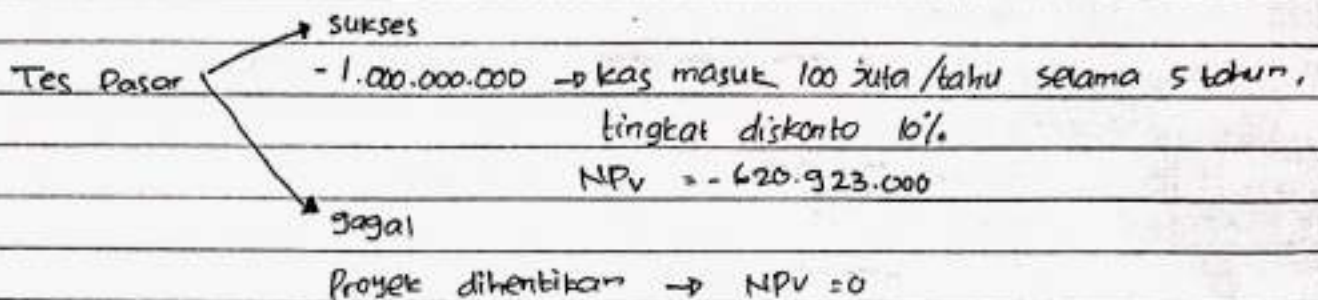 sukses
Tes Pasar - 1.000.000.000 → kas masuk 100 juta /tahu selama 5 tahun.
tingkat diskonto 10%.
NPV = - 620.923.000
gagal
Proyek dihentikan → NPV = 0